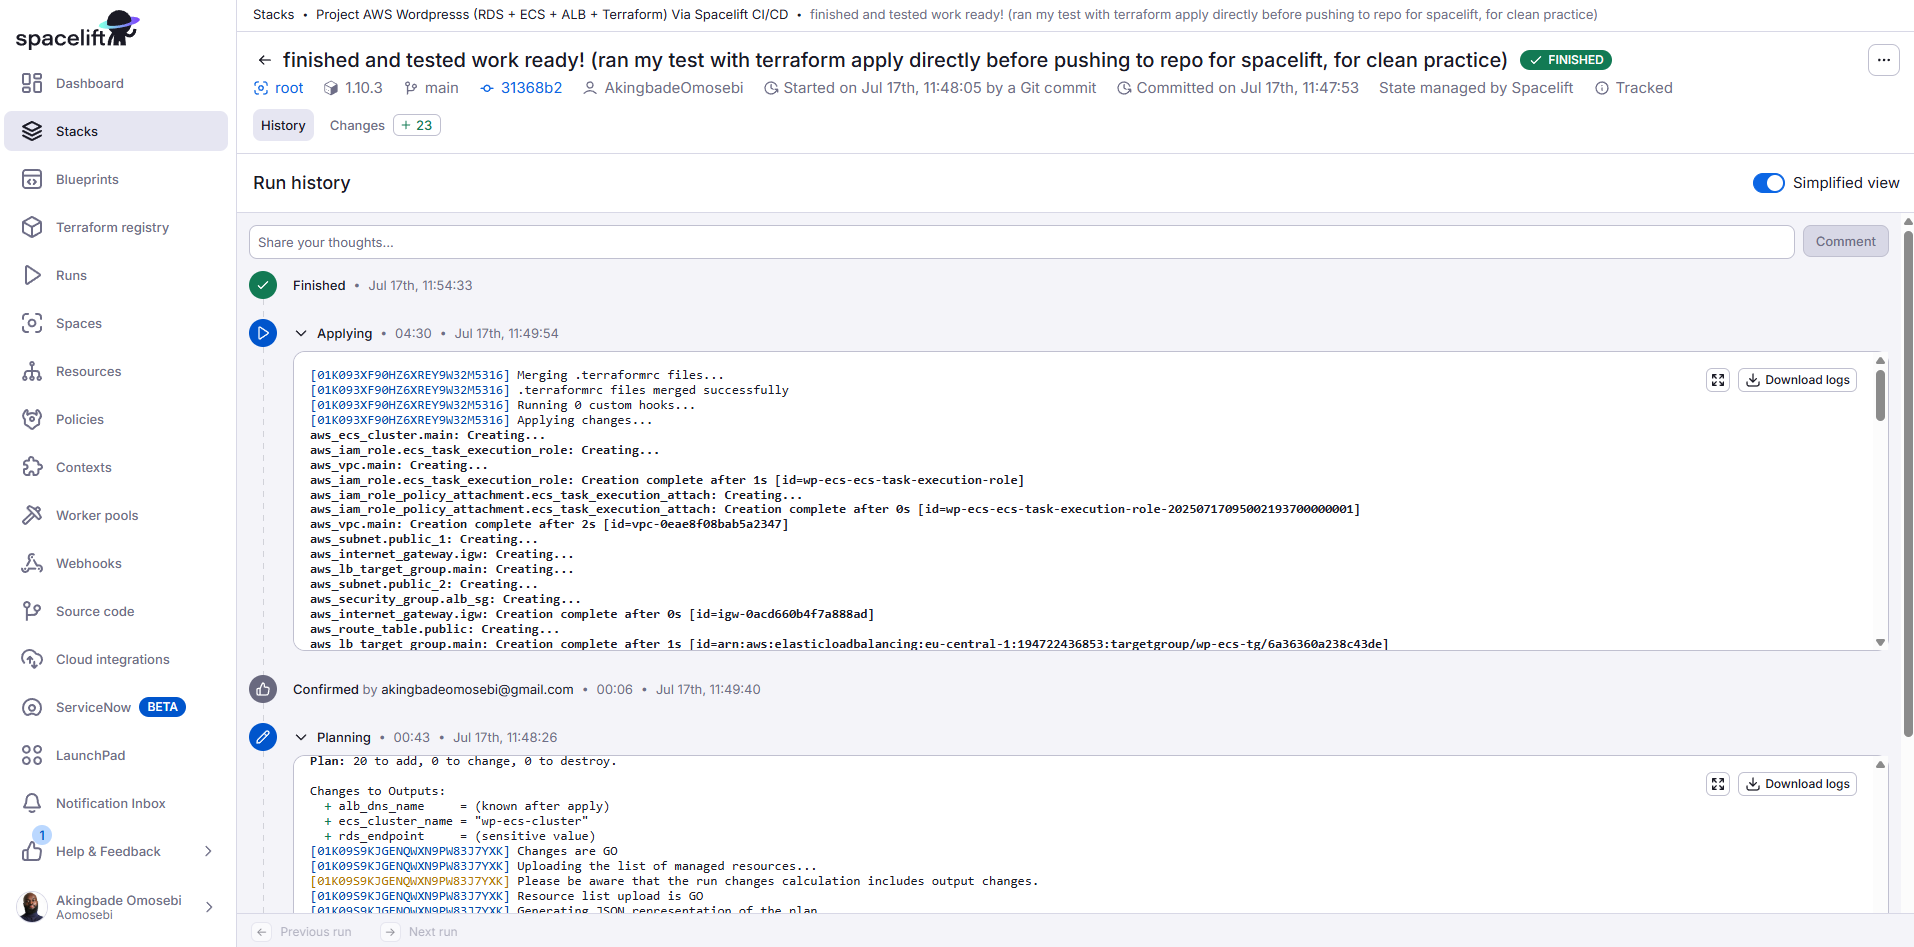 spacelift
Dashboard
Stacks
Blueprints
Terraform registry
Runs
Spaces
Resources
Policies
Contexts
Worker pools
Webhooks
Source code
Cloud integrations
ServiceNow BETA
LaunchPad
Notification Inbox
1
Help & Feedback
Akingbade Omosebi
Aomosebi
Stacks • Project AWS Wordpresss (RDS + ECS + ALB + Terraform) Via Spacelift CI/CD • finished and tested work ready! (ran my test with terraform apply directly before pushing to repo for spacelift, for clean practice)
finished and tested work ready! (ran my test with terraform apply directly before pushing to repo for spacelift, for clean practice) FINISHED
root 1.10.3 main 31368b2 AkingbadeOmosebi Started on Jul 17th, 11:48:05 by a Git commit Committed on Jul 17th, 11:47:53 State managed by Spacelift Tracked
History Changes + 23
Run history
Simplified view
Share your thoughts...
Comment
Finished • Jul 17th, 11:54:33
Applying • 04:30 • Jul 17th, 11:49:54
Download logs
[01K093XF90HZ6XREY9W32M5316] Merging .terraformrc files...
[01K093XF90HZ6XREY9W32M5316] .terraformrc files merged successfully
[01K093XF90HZ6XREY9W32M5316] Running 0 custom hooks...
[01K093XF90HZ6XREY9W32M5316] Applying changes...
aws_ecs_cluster.main: Creating...
aws_iam_role.ecs_task_execution_role: Creating...
aws_vpc.main: Creating...
aws_iam_role.ecs_task_execution_role: Creation complete after 1s [id=wp-ecs-ecs-task-execution-role]
aws_iam_role_policy_attachment.ecs_task_execution_attach: Creating...
aws_iam_role_policy_attachment.ecs_task_execution_attach: Creation complete after 0s [id=wp-ecs-ecs-task-execution-role-20250717095002193700000001]
aws_vpc.main: Creation complete after 2s [id=vpc-0eae8f08bab5a2347]
aws_subnet.public_1: Creating...
aws_internet_gateway.igw: Creating...
aws_lb_target_group.main: Creating...
aws_subnet.public_2: Creating...
aws_security_group.alb_sg: Creating...
aws_internet_gateway.igw: Creation complete after 0s [id=igw-0acd660b4f7a888ad]
aws_route_table.public: Creating...
aws_lb_target_group.main: Creation complete after 1s [id=arn:aws:elasticloadbalancing:eu-central-1:194722436853:targetgroup/wp-ecs-tg/6a36360a238c43de]
Confirmed by akingbadeomosebi@gmail.com • 00:06 • Jul 17th, 11:49:40
Planning • 00:43 • Jul 17th, 11:48:26
Plan: 20 to add, 0 to change, 0 to destroy.
Download logs
Changes to Outputs:
+ alb_dns_name = (known after apply)
+ ecs_cluster_name = "wp-ecs-cluster"
+ rds_endpoint = (sensitive value)
[01K09S9KJGENQWXN9PW83J7YXK] Changes are GO
[01K09S9KJGENQWXN9PW83J7YXK] Uploading the list of managed resources...
[01K09S9KJGENQWXN9PW83J7YXK] Please be aware that the run changes calculation includes output changes.
[01K09S9KJGENQWXN9PW83J7YXK] Resource list upload is GO
[01K09S9KJGENQWXN9PW83J7YXK] Generating JSON representation of the plan
Previous run Next run